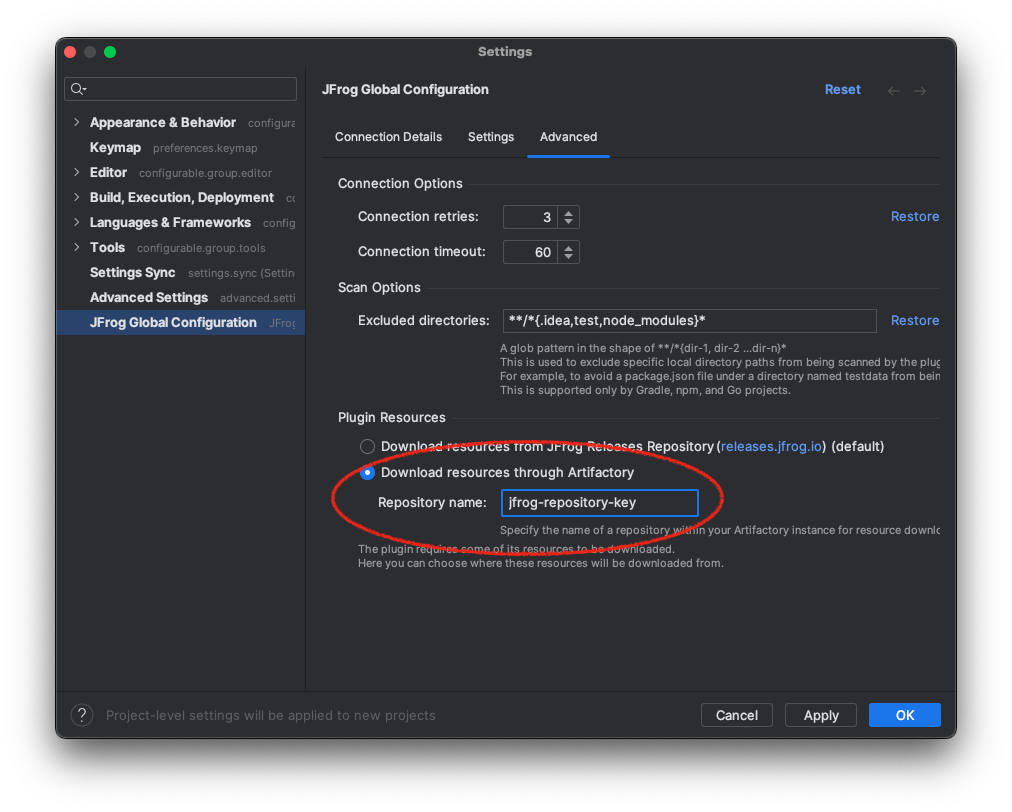 Settings
JFrog Global Configuration
Reset
Appearance & Behavior configura
Keymap preferences.keymap
Editor configurable.group.editor
Build, Execution, Deployment co
Languages & Frameworks config
Tools configurable.group.tools
Settings Sync settings.sync (Settin
Advanced Settings advanced.setti
JFrog Global Configuration JFrog
Connection Details Settings Advanced
Connection Options
Connection retries: 3 Restore
Connection timeout: 60
Scan Options
Excluded directories: **/*{.idea,test,node_modules}* Restore
A glob pattern in the shape of **/*{dir-1, dir-2 ...dir-n}*
This is used to exclude specific local directory paths from being scanned by the plug
For example, to avoid a package.json file under a directory named testdata from bein
This is supported only by Gradle, npm, and Go projects.
Plugin Resources
Download resources from JFrog Releases Repository (releases.jfrog.io) (default)
Download resources through Artifactory
Repository name: jfrog-repository-key
Specify the name of a repository within your Artifactory instance for resource downlo
The plugin requires some of its resources to be downloaded.
Here you can choose where these resources will be downloaded from.
? Project-level settings will be applied to new projects
Cancel Apply OK